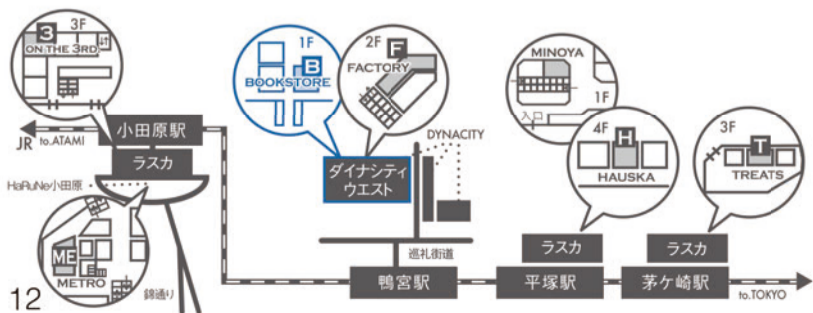 3
3F
ON THE 3RD
小田原駅
JR
to.ATAMI
ラスカ
HaRuNe小田原
ME
METRO
錦通り
12
1F
B
BOOKSTORE
2F
F
FACTORY
DYNACITY
ダイナシティ
ウエスト
巡礼街道
鴨宮駅
MINOYA
1F
入口
4F
H
HAUSKA
ラスカ
平塚駅
3F
T
TREATS
ラスカ
茅ケ崎駅
to.TOKYO